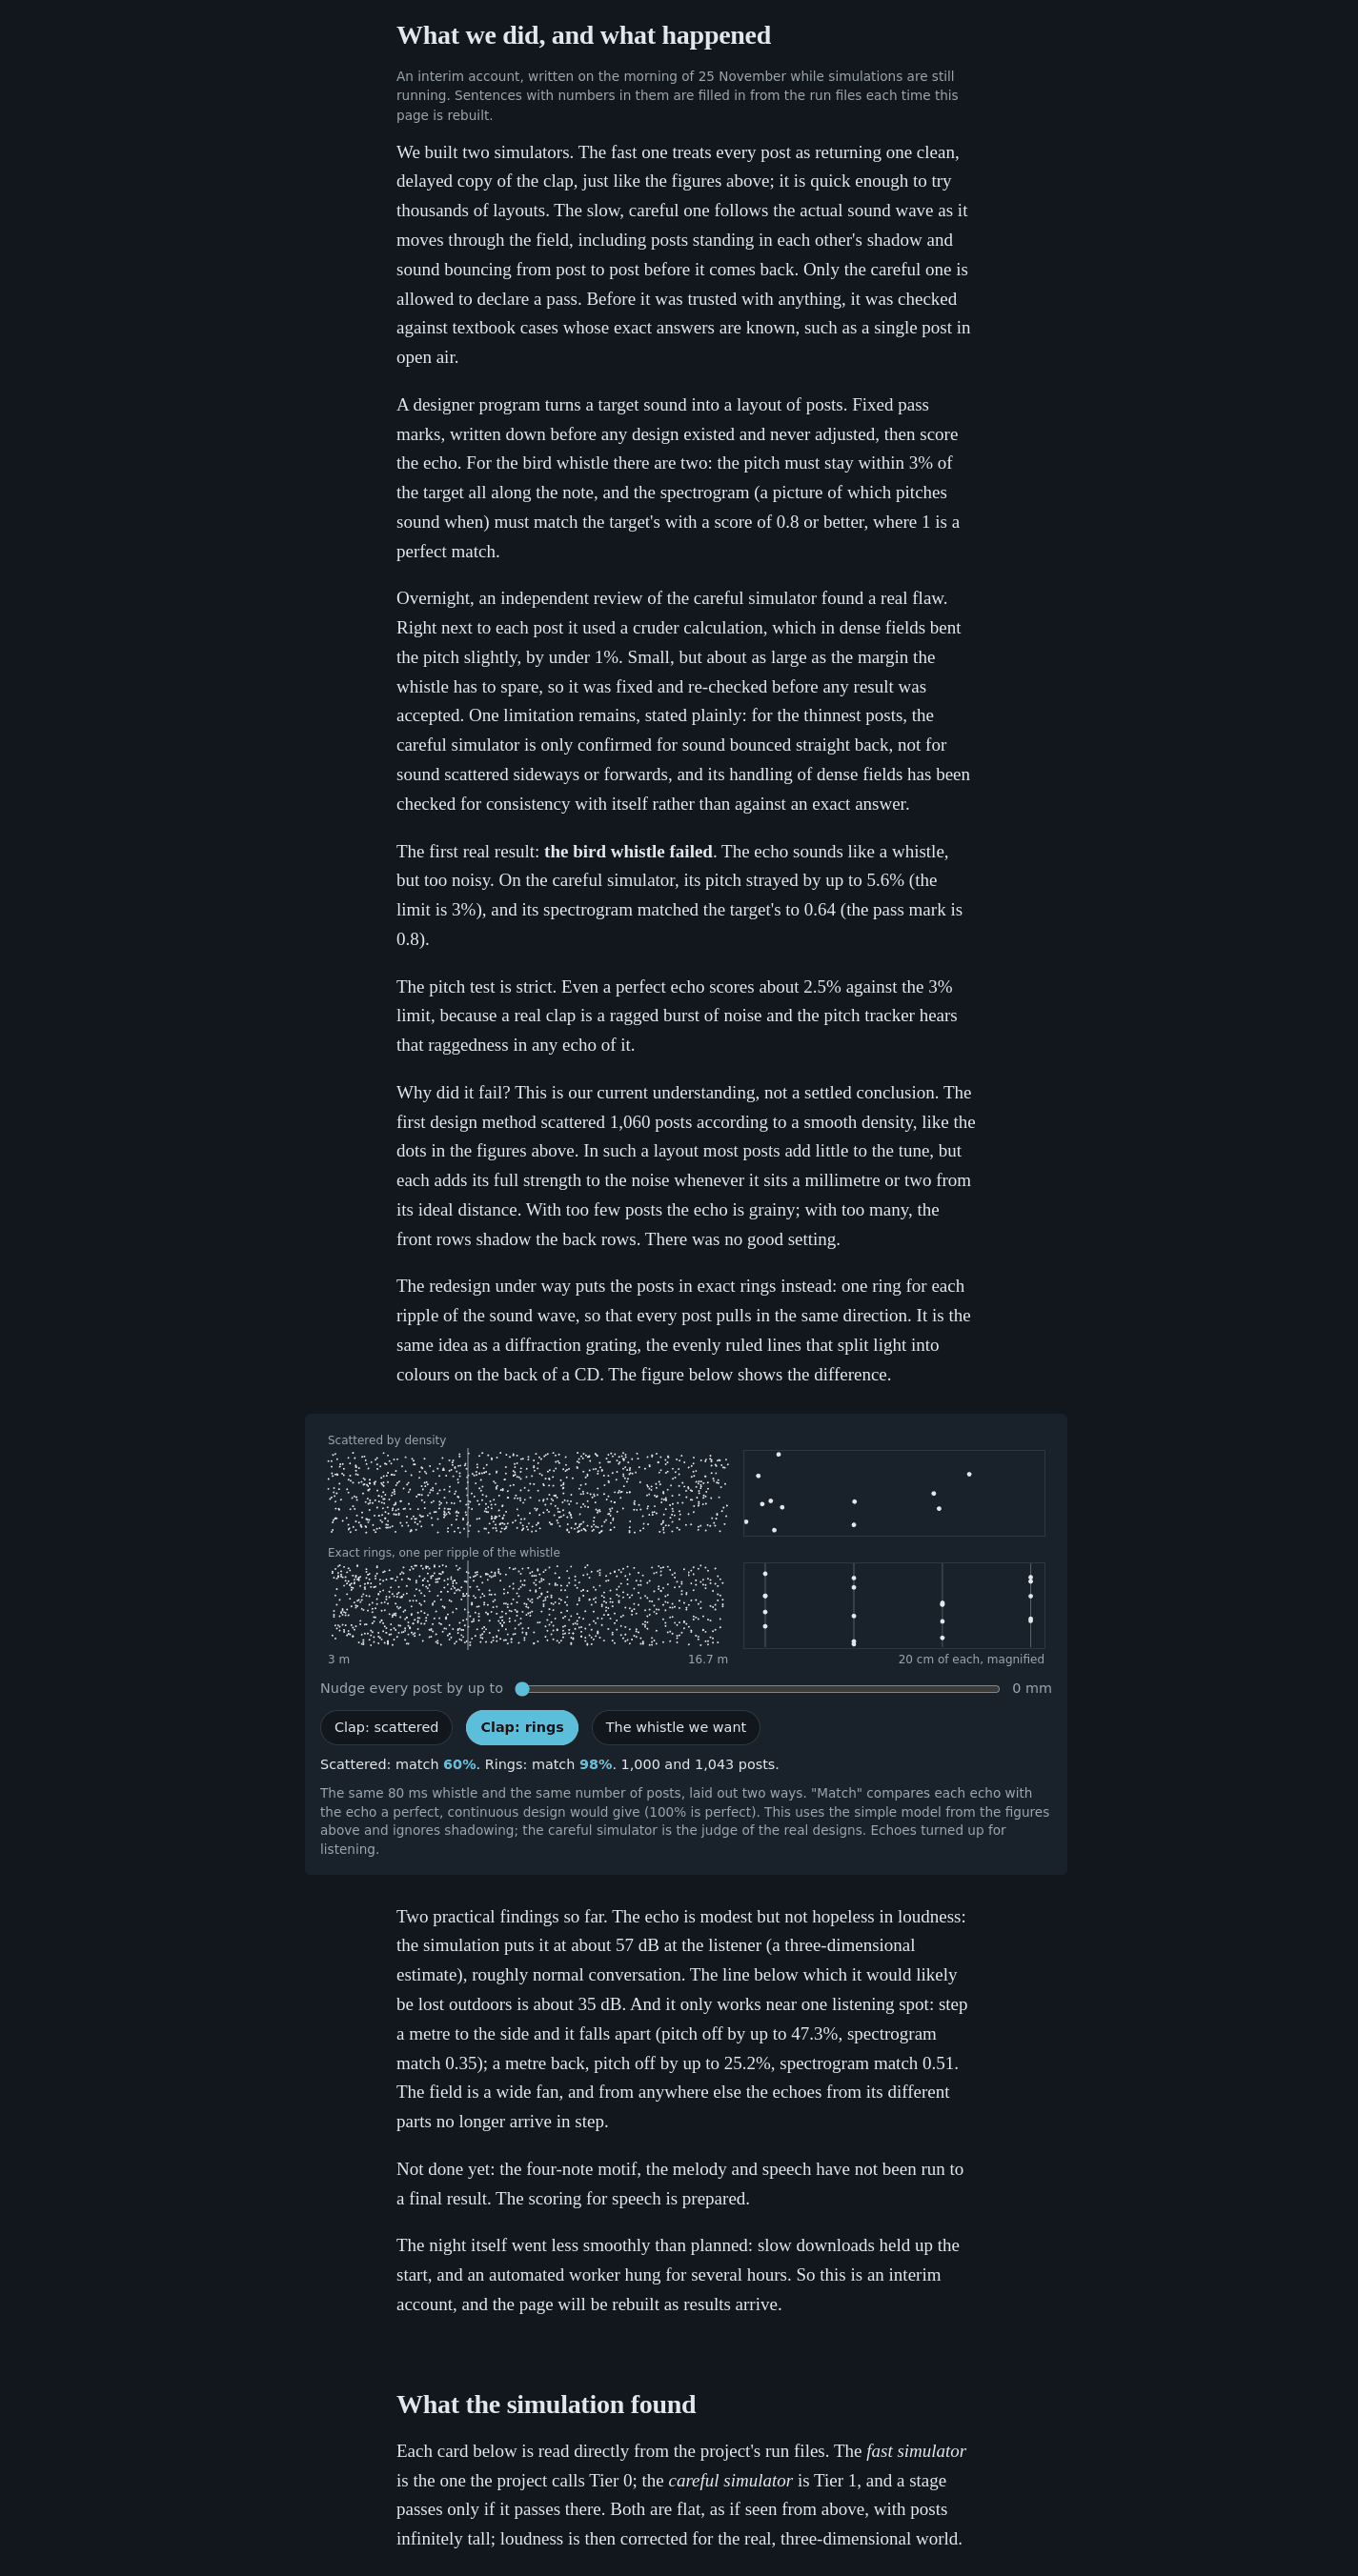 What we did, and what happened
An interim account, written on the morning of 25 November while simulations are still
running. Sentences with numbers in them are filled in from the run files each time this
page is rebuilt.
We built two simulators. The fast one treats every post as returning one clean,
delayed copy of the clap, just like the figures above; it is quick enough to try
thousands of layouts. The slow, careful one follows the actual sound wave as it
moves through the field, including posts standing in each other's shadow and
sound bouncing from post to post before it comes back. Only the careful one is
allowed to declare a pass. Before it was trusted with anything, it was checked
against textbook cases whose exact answers are known, such as a single post in
open air.
A designer program turns a target sound into a layout of posts. Fixed pass
marks, written down before any design existed and never adjusted, then score
the echo. For the bird whistle there are two: the pitch must stay within 3% of
the target all along the note, and the spectrogram (a picture of which pitches
sound when) must match the target's with a score of 0.8 or better, where 1 is a
perfect match.
Overnight, an independent review of the careful simulator found a real flaw.
Right next to each post it used a cruder calculation, which in dense fields bent
the pitch slightly, by under 1%. Small, but about as large as the margin the
whistle has to spare, so it was fixed and re-checked before any result was
accepted. One limitation remains, stated plainly: for the thinnest posts, the
careful simulator is only confirmed for sound bounced straight back, not for
sound scattered sideways or forwards, and its handling of dense fields has been
checked for consistency with itself rather than against an exact answer.
The first real result: the bird whistle failed. The echo sounds like a whistle,
but too noisy. On the careful simulator, its pitch strayed by up to 5.6% (the
limit is 3%), and its spectrogram matched the target's to 0.64 (the pass mark is
0.8).
The pitch test is strict. Even a perfect echo scores about 2.5% against the 3%
limit, because a real clap is a ragged burst of noise and the pitch tracker hears
that raggedness in any echo of it.
Why did it fail? This is our current understanding, not a settled conclusion. The
first design method scattered 1,060 posts according to a smooth density, like the
dots in the figures above. In such a layout most posts add little to the tune, but
each adds its full strength to the noise whenever it sits a millimetre or two from
its ideal distance. With too few posts the echo is grainy; with too many, the
front rows shadow the back rows. There was no good setting.
The redesign under way puts the posts in exact rings instead: one ring for each
ripple of the sound wave, so that every post pulls in the same direction. It is the
same idea as a diffraction grating, the evenly ruled lines that split light into
colours on the back of a CD. The figure below shows the difference.
Scattered by density
Exact rings, one per ripple of the whistle
3 m 16.7 m 20 cm of each, magnified
Nudge every post by up to 0 mm
Clap: scattered Clap: rings The whistle we want
Scattered: match 60%. Rings: match 98%. 1,000 and 1,043 posts.
The same 80 ms whistle and the same number of posts, laid out two ways. "Match" compares each echo with
the echo a perfect, continuous design would give (100% is perfect). This uses the simple model from the figures
above and ignores shadowing; the careful simulator is the judge of the real designs. Echoes turned up for
listening.
Two practical findings so far. The echo is modest but not hopeless in loudness:
the simulation puts it at about 57 dB at the listener (a three-dimensional
estimate), roughly normal conversation. The line below which it would likely
be lost outdoors is about 35 dB. And it only works near one listening spot: step
a metre to the side and it falls apart (pitch off by up to 47.3%, spectrogram
match 0.35); a metre back, pitch off by up to 25.2%, spectrogram match 0.51.
The field is a wide fan, and from anywhere else the echoes from its different
parts no longer arrive in step.
Not done yet: the four-note motif, the melody and speech have not been run to
a final result. The scoring for speech is prepared.
The night itself went less smoothly than planned: slow downloads held up the
start, and an automated worker hung for several hours. So this is an interim
account, and the page will be rebuilt as results arrive.
What the simulation found
Each card below is read directly from the project's run files. The fast simulator
is the one the project calls Tier 0; the careful simulator is Tier 1, and a stage
passes only if it passes there. Both are flat, as if seen from above, with posts
infinitely tall; loudness is then corrected for the real, three-dimensional world.